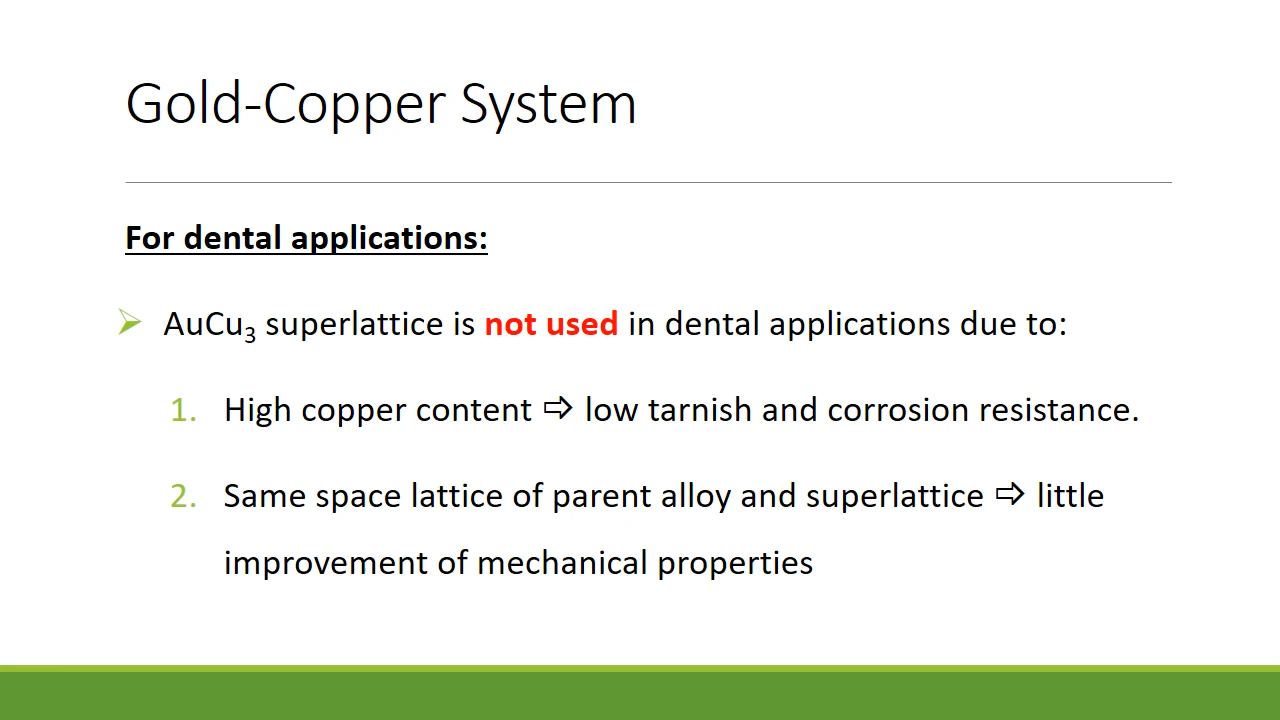 Gold-Copper System
For dental applications:
➢ AuCu₃ superlattice is not used in dental applications due to:
1. High copper content ⇨ low tarnish and corrosion resistance.
2. Same space lattice of parent alloy and superlattice ⇨ little
improvement of mechanical properties